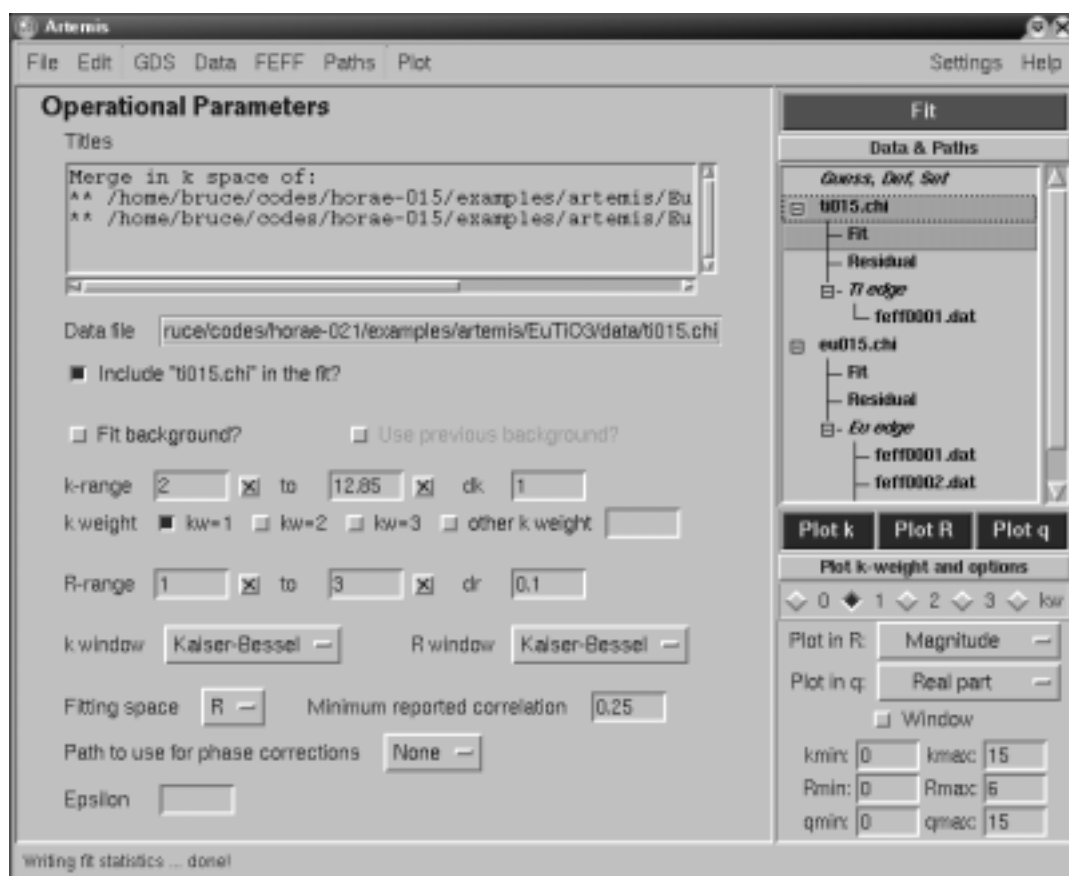 Artemis
File Edit GDS Data FEFF Paths Plot Settings Help
Operational Parameters
Titles
Merge in k space of:
** /home/bruce/codes/horae-015/examples/artemis/Eu
** /home/bruce/codes/horae-015/examples/artemis/Eu
Data file ruce/codes/horae-021/examples/artemis/EuTiO3/data/ti015.chi
Include "ti015.chi" in the fit?
Fit background? Use previous background?
k-range 2 to 12.85 dk 1
k weight kw=1 kw=2 kw=3 other k weight
R-range 1 to 3 dr 0.1
k window Kaiser-Bessel R window Kaiser-Bessel
Fitting space R Minimum reported correlation 0.25
Path to use for phase corrections None
Epsilon
Fit
Data & Paths
Guess, Def, Set
ti015.chi
Fit
Residual
Ti edge
feff0001.dat
eu015.chi
Fit
Residual
Eu edge
feff0001.dat
feff0002.dat
Plot k Plot R Plot q
Plot k-weight and options
0 1 2 3 kw
Plot in R: Magnitude
Plot in q: Real part
Window
kmin: 0 kmax: 15
Rmin: 0 Rmax: 6
qmin: 0 qmax: 15
Writing fit statistics ... done!